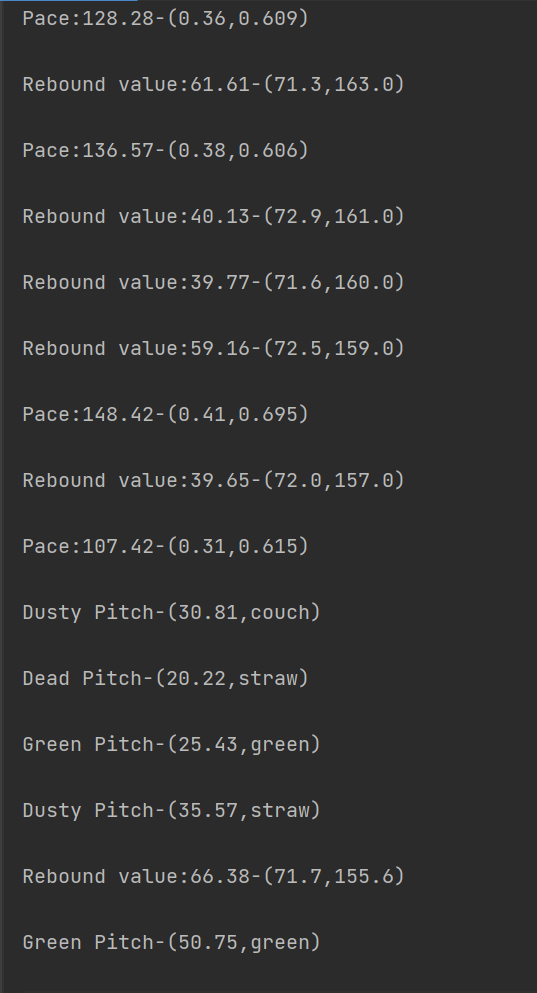 Pace:128.28-(0.36,0.609)
Rebound value:61.61-(71.3,163.0)
Pace:136.57-(0.38,0.606)
Rebound value:40.13-(72.9,161.0)
Rebound value:39.77-(71.6,160.0)
Rebound value:59.16-(72.5,159.0)
Pace:148.42-(0.41,0.695)
Rebound value:39.65-(72.0,157.0)
Pace:107.42-(0.31,0.615)
Dusty Pitch-(30.81,couch)
Dead Pitch-(20.22,straw)
Green Pitch-(25.43,green)
Dusty Pitch-(35.57,straw)
Rebound value:66.38-(71.7,155.6)
Green Pitch-(50.75,green)